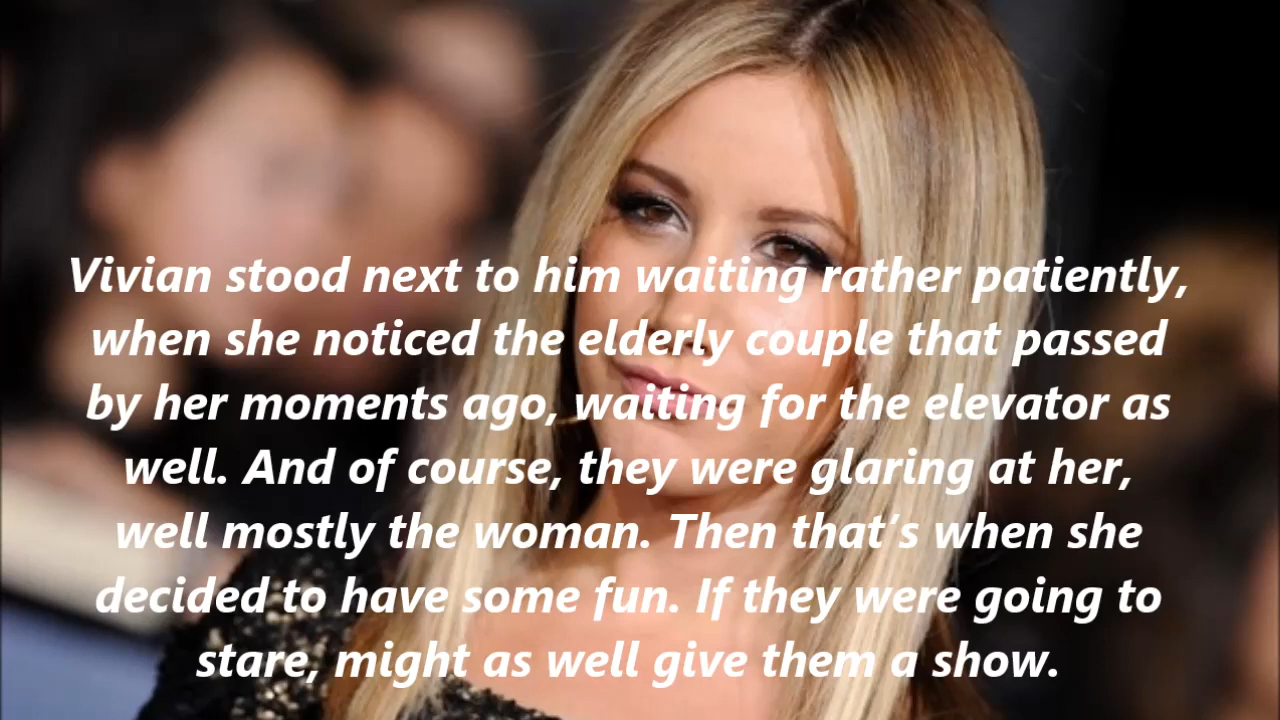 Vivian stood next to him waiting rather patiently,
when she noticed the elderly couple that passed
by her moments ago, waiting for the elevator as
well. And of course, they were glaring at her,
well mostly the woman. Then that’s when she
decided to have some fun. If they were going to
stare, might as well give them a show.